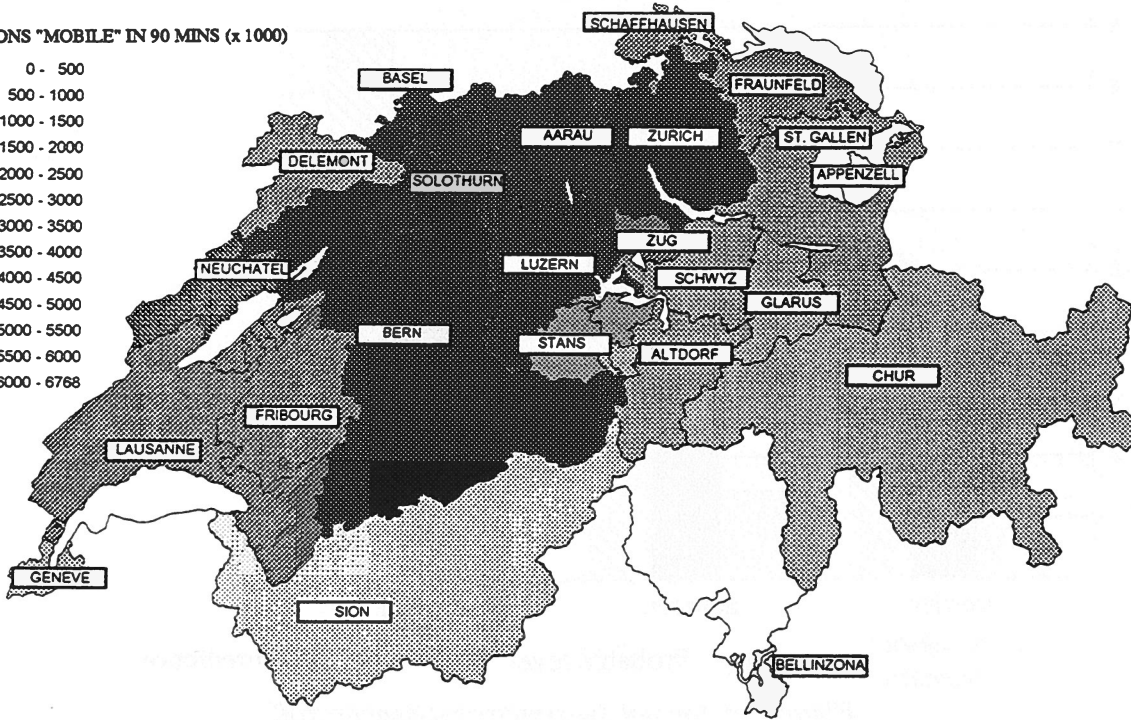 SCHAFFHAUSEN
ONS "MOBILE" IN 90 MINS (x 1000)
0 - 500
500 - 1000
1000 - 1500
1500 - 2000
2000 - 2500
2500 - 3000
3000 - 3500
3500 - 4000
4000 - 4500
4500 - 5000
5000 - 5500
5500 - 6000
6000 - 6768
BASEL
FRAUNFELD
AARAU
ZURICH
ST. GALLEN
DELEMONT
APPENZELL
SOLOTHURN
ZUG
NEUCHATEL
LUZERN
SCHWYZ
GLARUS
BERN
STANS
ALTDORF
CHUR
FRIBOURG
LAUSANNE
GENEVE
SION
BELLINZONA